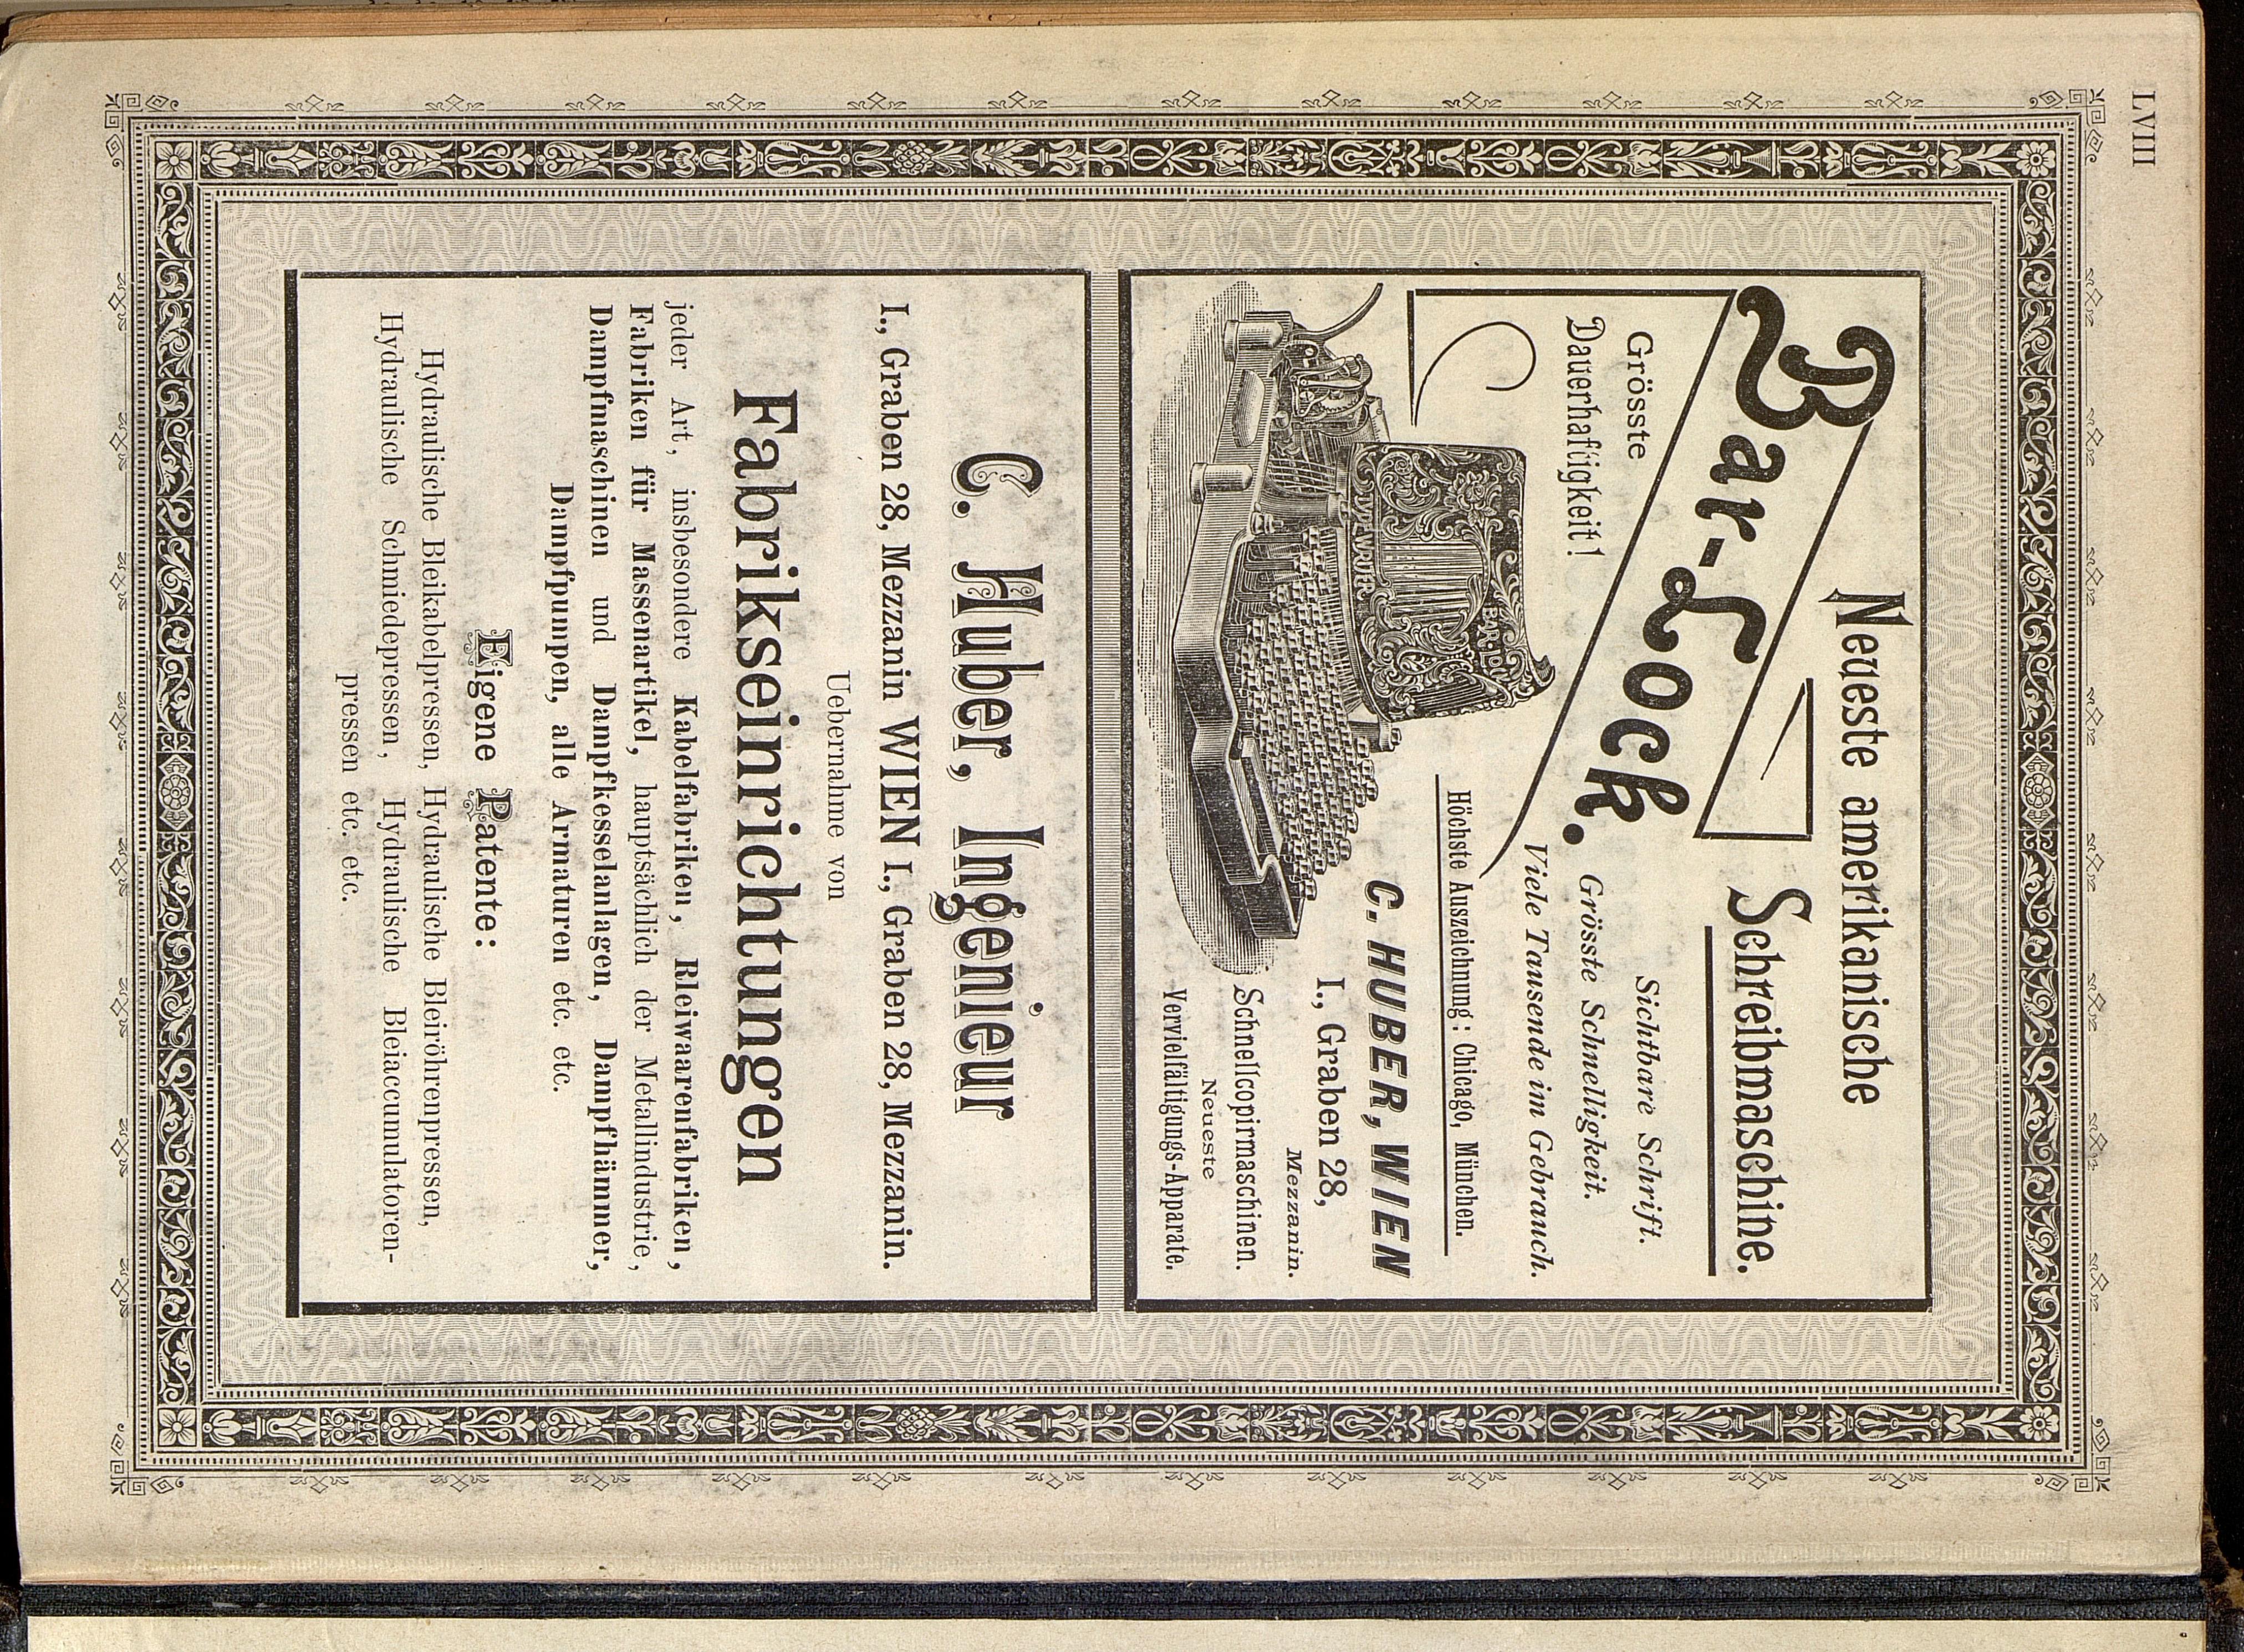 LVIII
Neueste amerikanische
Bar-Lock.
Schreibmaschine.
Grösste
Dauerhaftigkeit!
Sichtbare Schrift.
Grösste Schnelligkeit.
Viele Tausende im Gebrauch.
Höchste Auszeichnung: Chicago, München.
BAR-LOCK
C. HUBER, WIEN
I., Graben 28,
Mezzanin.
Schnellcopirmaschinen.
Neueste
Vervielfältigungs-Apparate.
C. Huber, Ingenieur
I., Graben 28, Mezzanin WIEN I., Graben 28, Mezzanin.
Uebernahme von
Fabrikseinrichtungen
jeder Art, insbesondere Kabelfabriken, Bleiwaarenfabriken,
Fabriken für Massenartikel, hauptsächlich der Metallindustrie,
Dampfmaschinen und Dampfkesselanlagen, Dampfhämmer,
Dampfpumpen, alle Armaturen etc. etc.
Eigene Patente:
Hydraulische Bleikabelpressen, Hydraulische Bleiröhrenpressen,
Hydraulische Schmiedepressen, Hydraulische Bleiaccumulatoren-
pressen etc. etc.